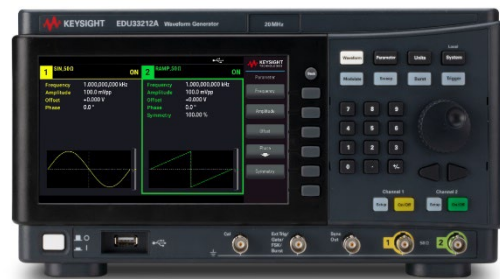 KEYSIGHT EDU33212A Waveform Generator 20 MHz
1 SIN, 50Ω ON
2 RAMP, 50Ω ON
KEYSIGHT
Frequency 1.000,000,000 kHz
Amplitude 100.0 mVpp
Offset +0.000 V
Phase 0.0 °
Frequency 1.000,000,000 kHz
Amplitude 100.0 mVpp
Offset +0.000 V
Phase 0.0 °
Symmetry 100.00 %
Parameter
Frequency
Amplitude
Offset
Phase
Symmetry
Local
Waveform Parameter Units System
Modulate Sweep Burst Trigger
7 8 9
4 5 6
1 2 3
0 . +/-
Channel 1 Channel 2
Setup On/Off Setup On/Off
Ext Trig/
Gate/
FSK/
Burst
Sync
Out
1 2